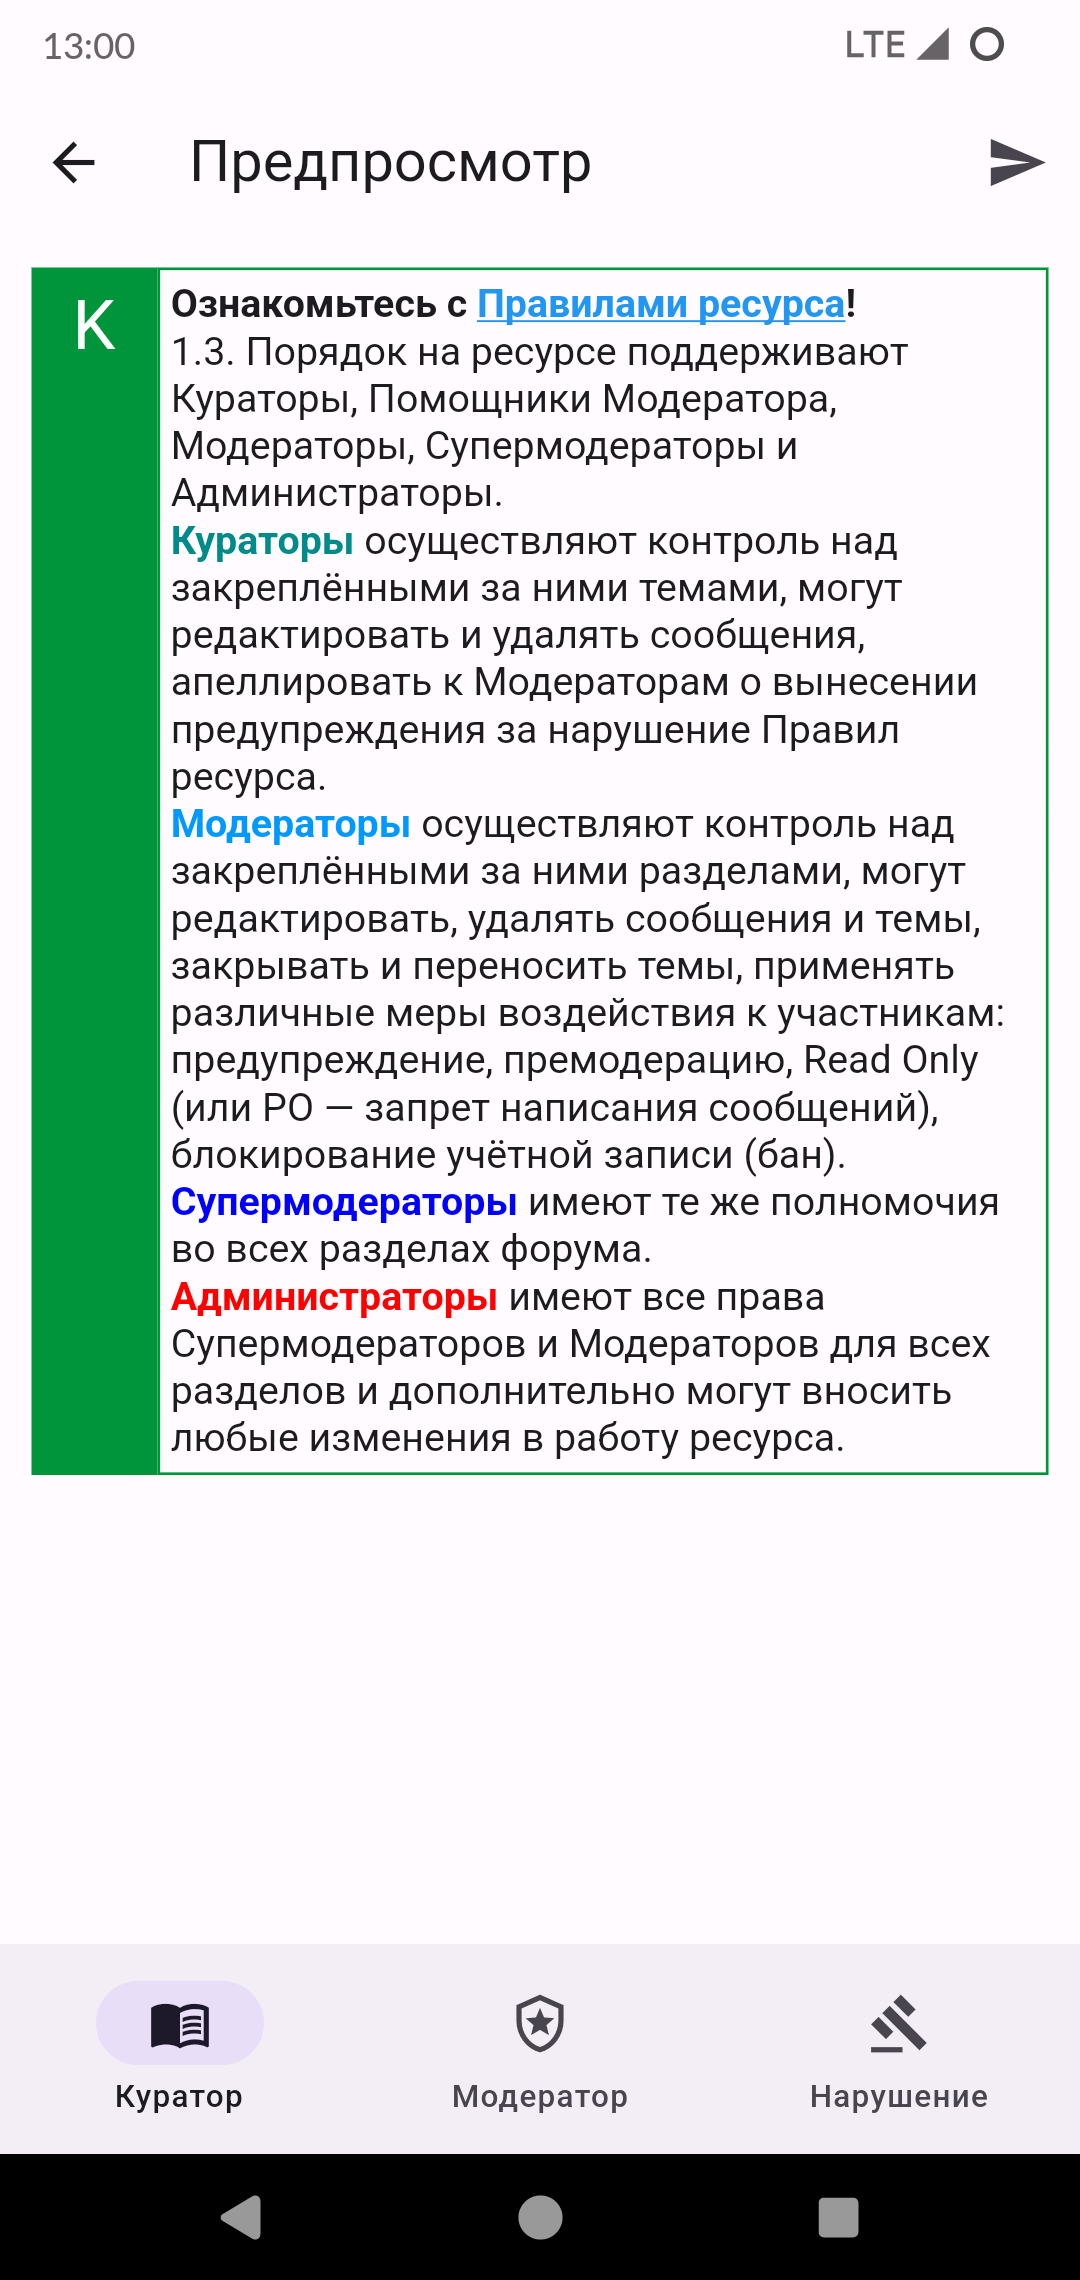 13:00
LTE
Предпросмотр
K
Ознакомьтесь с Правилами ресурса!
1.3. Порядок на ресурсе поддерживают
Кураторы, Помощники Модератора,
Модераторы, Супермодераторы и
Администраторы.
Кураторы осуществляют контроль над
закреплёнными за ними темами, могут
редактировать и удалять сообщения,
апеллировать к Модераторам о вынесении
предупреждения за нарушение Правил
ресурса.
Модераторы осуществляют контроль над
закреплёнными за ними разделами, могут
редактировать, удалять сообщения и темы,
закрывать и переносить темы, применять
различные меры воздействия к участникам:
предупреждение, премодерацию, Read Only
(или РО — запрет написания сообщений),
блокирование учётной записи (бан).
Супермодераторы имеют те же полномочия
во всех разделах форума.
Администраторы имеют все права
Супермодераторов и Модераторов для всех
разделов и дополнительно могут вносить
любые изменения в работу ресурса.
Куратор
Модератор
Нарушение